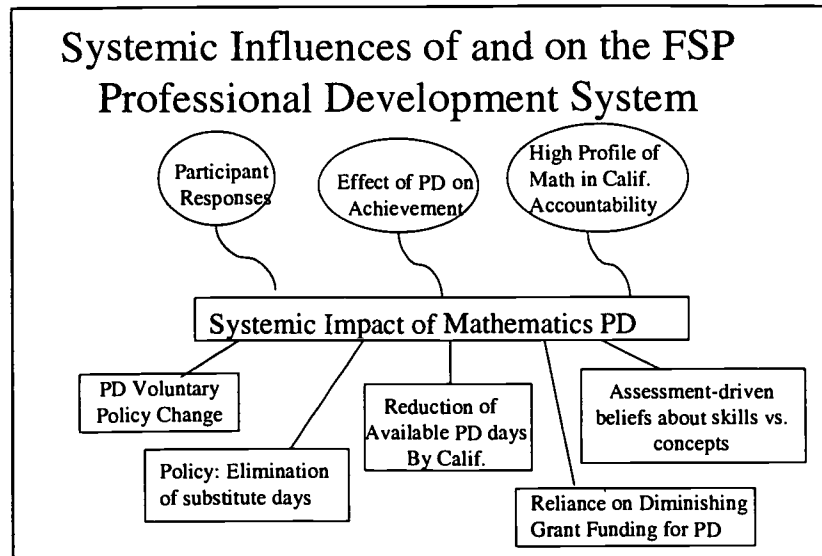 Systemic Influences of and on the FSP
Professional Development System
Participant
Responses
Effect of PD on
Achievement
High Profile of
Math in Calif.
Accountability
Systemic Impact of Mathematics PD
PD Voluntary
Policy Change
Policy: Elimination
of substitute days
Reduction of
Available PD days
By Calif.
Reliance on Diminishing
Grant Funding for PD
Assessment-driven
beliefs about skills vs.
concepts